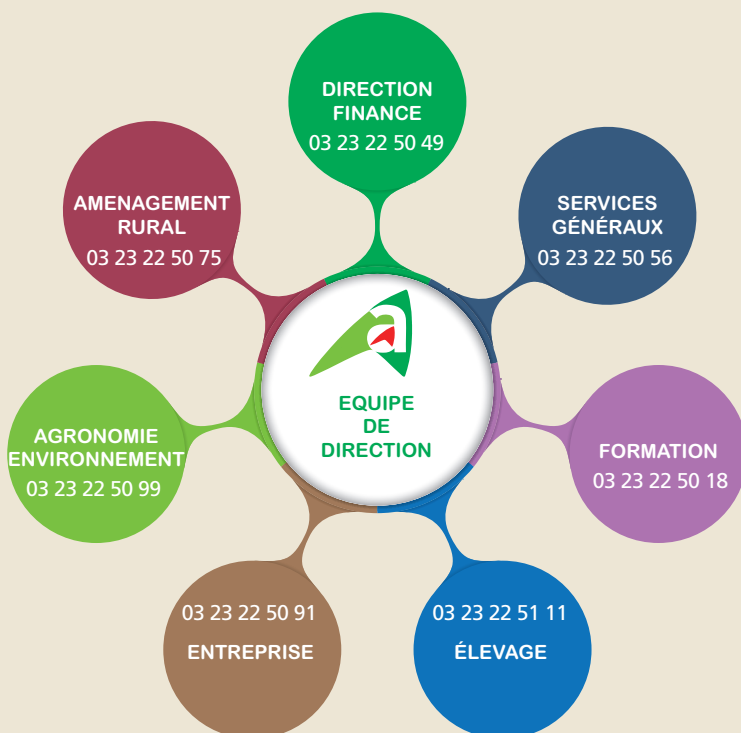 DIRECTION
FINANCE
03 23 22 50 49
AMENAGEMENT
RURAL
03 23 22 50 75
SERVICES
GÉNÉRAUX
03 23 22 50 56
a
EQUIPE
DE
DIRECTION
AGRONOMIE
ENVIRONNEMENT
03 23 22 50 99
FORMATION
03 23 22 50 18
03 23 22 50 91
ENTREPRISE
03 23 22 51 11
ÉLEVAGE